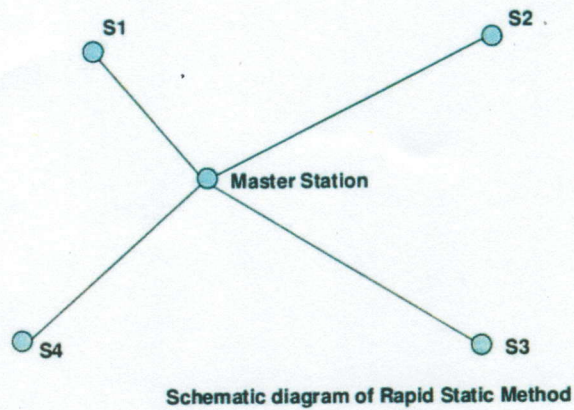 S1
S2
Master Station
S4
S3
Schematic diagram of Rapid Static Method